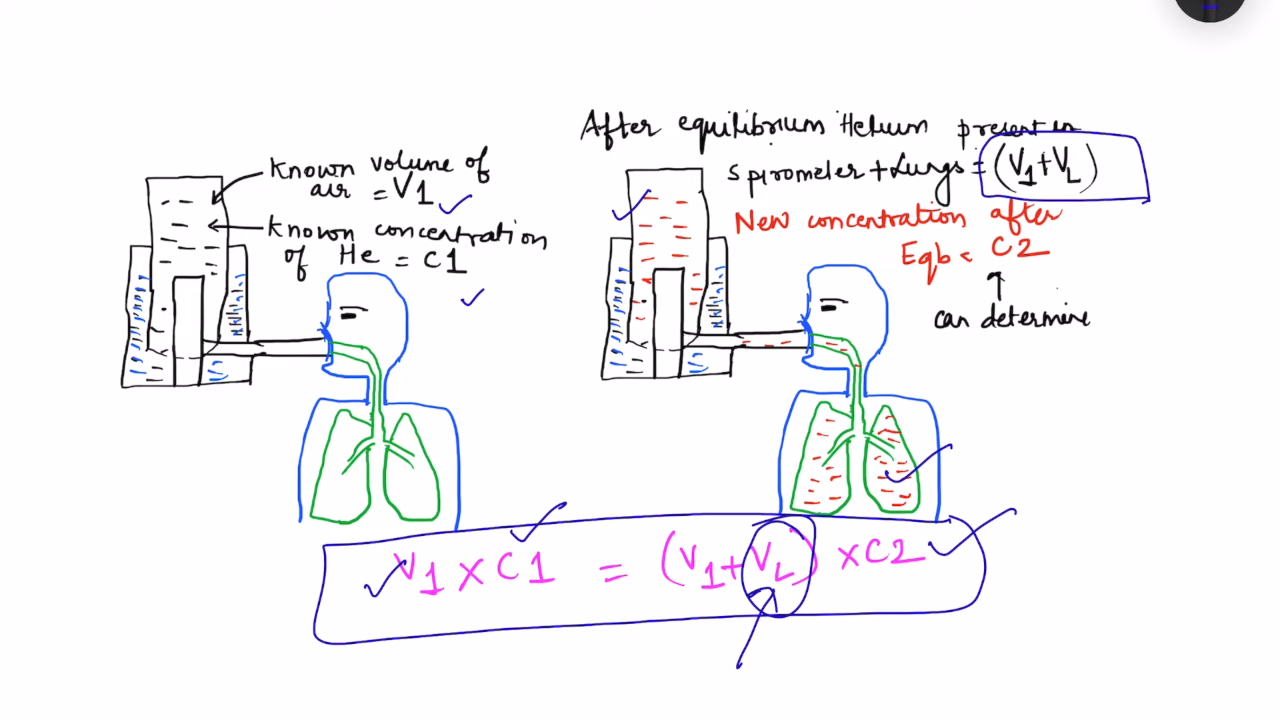 Known volume of
air = V1
Known concentration
of He = C1
After equilibrium Helium present in
Spirometer + Lungs = (V1+VL)
New concentration after
Eqb = C2
can determine
V1 x C1 = (V1+VL) x C2